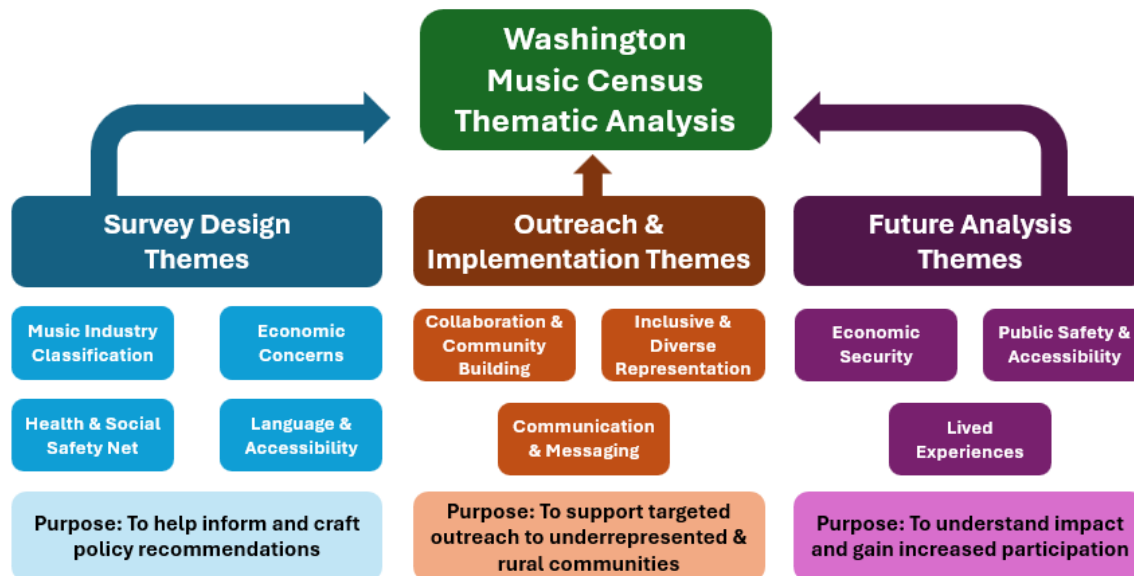 Washington
Music Census
Thematic Analysis
Survey Design
Themes
Music Industry
Classification
Economic
Concerns
Health & Social
Safety Net
Language &
Accessibility
Purpose: To help inform and craft
policy recommendations
Outreach &
Implementation Themes
Collaboration &
Community
Building
Inclusive &
Diverse
Representation
Communication
& Messaging
Purpose: To support targeted
outreach to underrepresented &
rural communities
Future Analysis
Themes
Economic
Security
Public Safety &
Accessibility
Lived
Experiences
Purpose: To understand impact
and gain increased participation